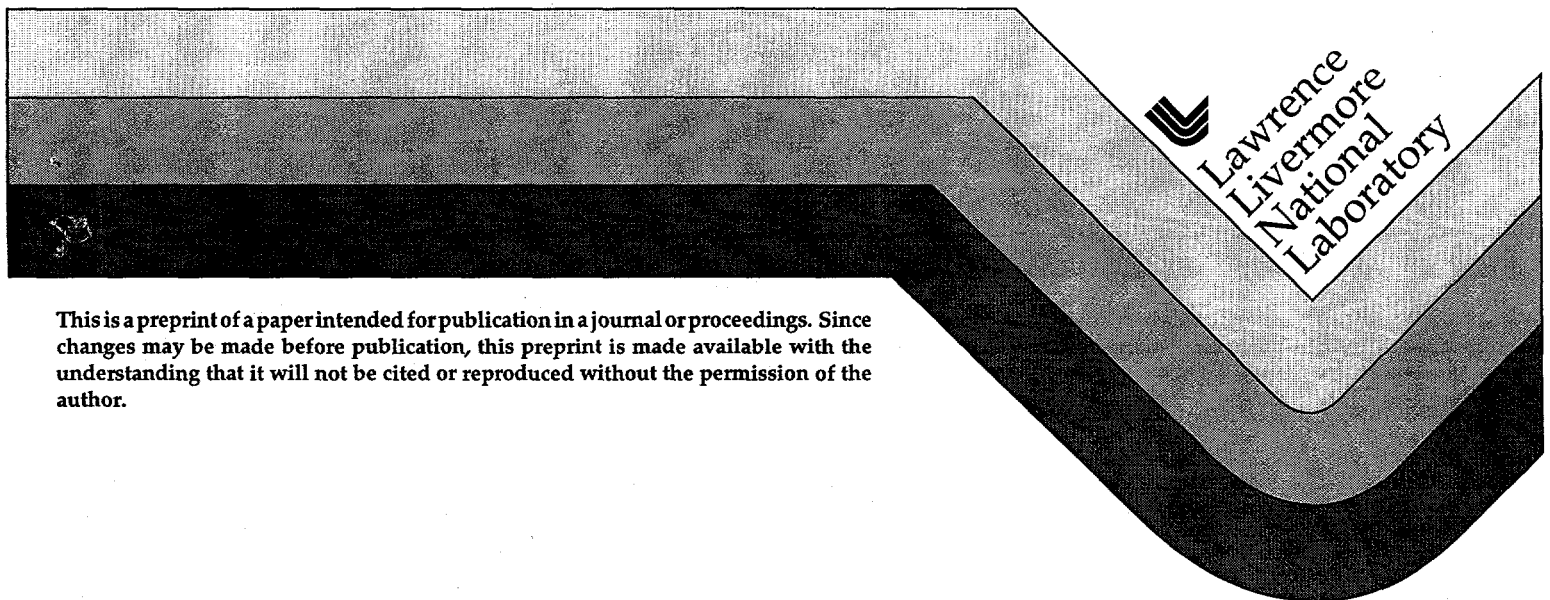 Lawrence
Livermore
National
Laboratory
This is a preprint of a paper intended for publication in a journal or proceedings. Since
changes may be made before publication, this preprint is made available with the
understanding that it will not be cited or reproduced without the permission of the
author.